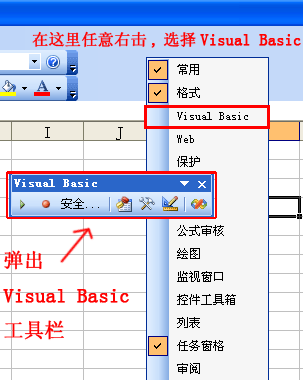 在这里任意右击，选择 Visual Basic
常用
格式
I
J
Visual Basic
Web
保护
Visual Basic
安全...
公式审核
绘图
弹出
监视窗口
Visual Basic
控件工具箱
工具栏
列表
任务窗格
审阅